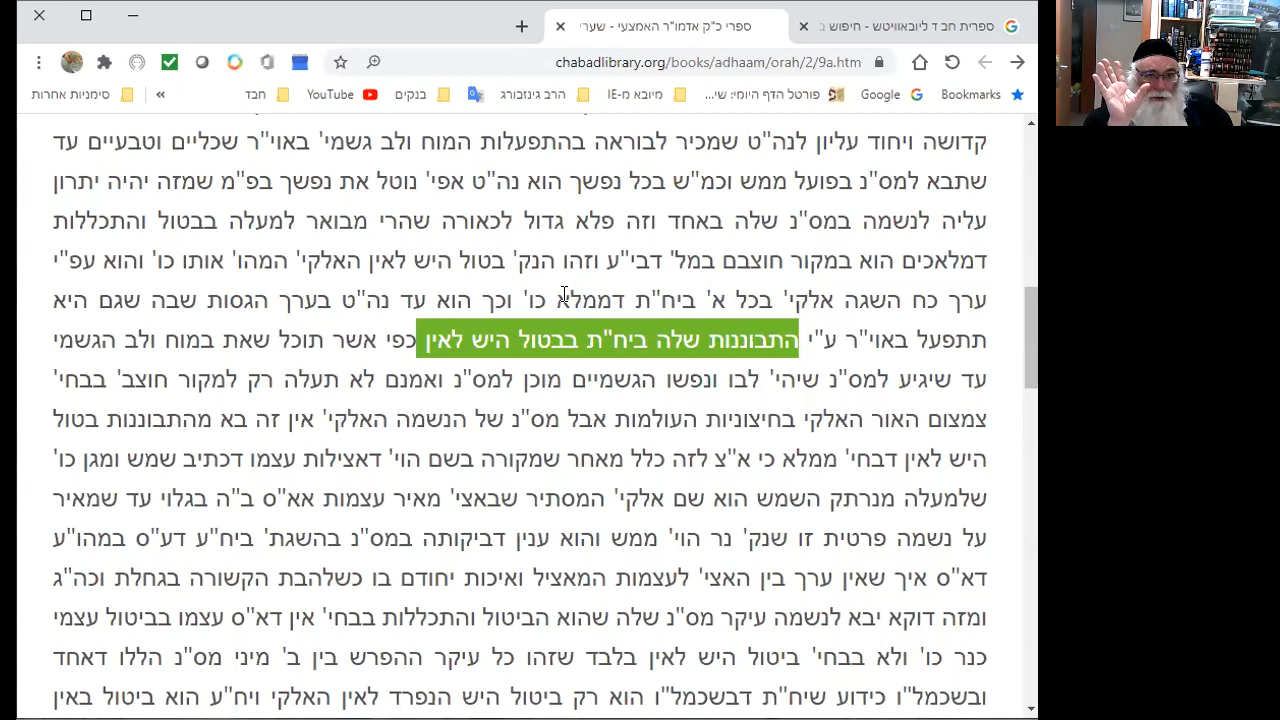 ספרי כ"ק אדמו"ר האמצעי - שערי
ספרית חב ד ליובאוויטש - חיפוש ב
chabadlibrary.org/books/adhaam/orah/2/9a.htm
Bookmarks
Google
פורטל הדף היומי: שי...
מיובא מ-IE
הרב גינזבורג
בנקים
YouTube
חבד
סימניות אחרות
קדושה ויחוד עליון לנה"ט שמכיר לבוראה בהתפעלות המוח ולב גשמי' באוי"ר שכליים וטבעויים עד
שתבא למס"נ בפועל ממש וכמ"ש בכל נפשך הוא נה"ט אפי' נוטל את נפשך בפ"מ שמזה יהיה יתרון
עליה לנשמה במס"נ שלה באחד וזה פלא גדול לכאורה שהרי מבואר למעלה בבטול והתכללות
דמלאכים הוא במקור חוצבם במל' דבי"ע וזהו הנק' בטול היש לאין האלקי' המהו' אותו כו' והוא עפ"י
ערך כח השגה אלקי' בכל א' ביח"ת דממלא כו' וכך הוא עד נה"ט בערך הגסות שבה שגם היא
תתפעל באוי"ר ע"י התבוננות שלה ביח"ת בבטול היש לאין כפי אשר תוכל שאת במוח ולב הגשמי
עד שיגיע למס"נ שיהי' לבו ונפשו הגשמיים מוכן למס"נ ואמנם לא תעלה רק למקור חוצב' בבחי'
צמצום האור האלקי בחיצוניות העולמות אבל מס"נ של הנשמה האלקי' אין זה בא מהתבוננות בטול
היש לאין דבחי' ממלא כי א"צ לזה כלל מאחר שמקורה בשם הוי' דאצילות עצמו דכתיב שמש ומגן כו'
שלמעלה מנרתק השמש הוא שם אלקי' המסתיר שבאצי' מאיר עצמות אא"ס ב"ה בגלוי עד שמאיר
על נשמה פרטית זו שנק' נר הוי' ממש והוא ענין דביקותה במס"נ בהשגת' ביח"ע דע"ס במהו"ע
דא"ס איך שאין ערך בין האצי' לעצמות המאציל ואיכות יחודם בו כשלהבת הקשורה בגחלת וכה"ג
ומזה דוקא יבא לנשמה עיקר מס"נ שלה שהוא הביטול והתכללות בבחי' אין דא"ס עצמו בביטול עצמי
כנר כו' ולא בבחי' ביטול היש לאין בלבד שזהו כל עיקר ההפרש בין ב' מיני מס"נ הללו דאחד
ובשכמל"ו כידוע שיח"ת דבשכמל"ו הוא רק ביטול היש הנפרד לאין האלקי ויח"ע הוא ביטול באין